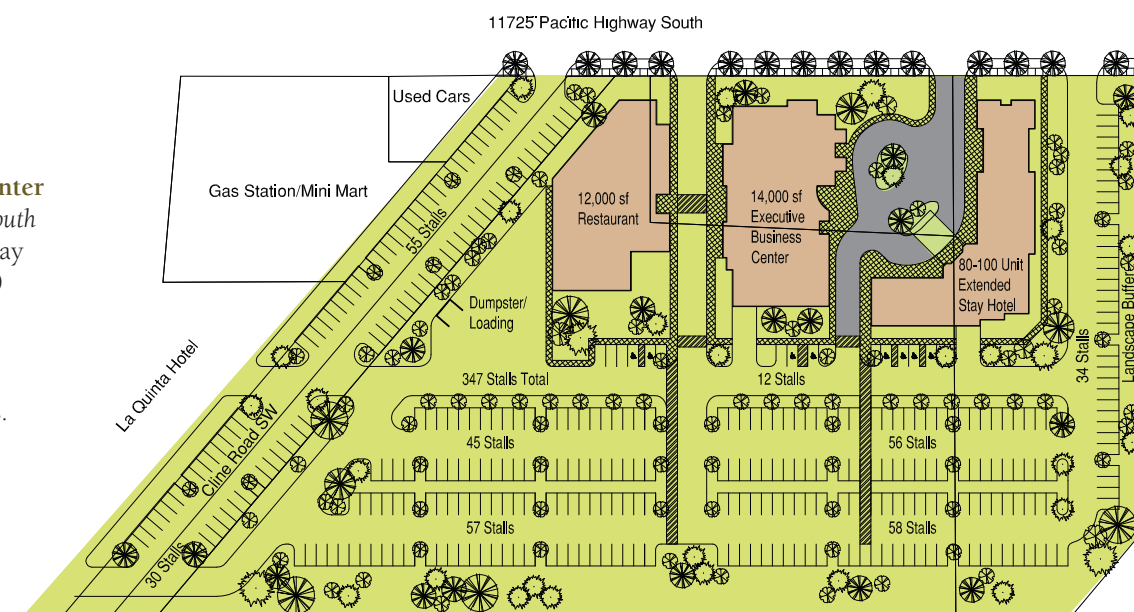 11725 Pacific Highway South
Used Cars
Gas Station/Mini Mart
nter
outh
ay
12,000 sf
Restaurant
14,000 sf
Executive
Business
Center
80-100 Unit
Extended
Stay Hotel
55 Stalls
Dumpster/
Loading
La Quinta Hotel
347 Stalls Total
12 Stalls
34 Stalls
Landscape Buffer
45 Stalls
56 Stalls
Cline Road SW
57 Stalls
58 Stalls
30 Stalls